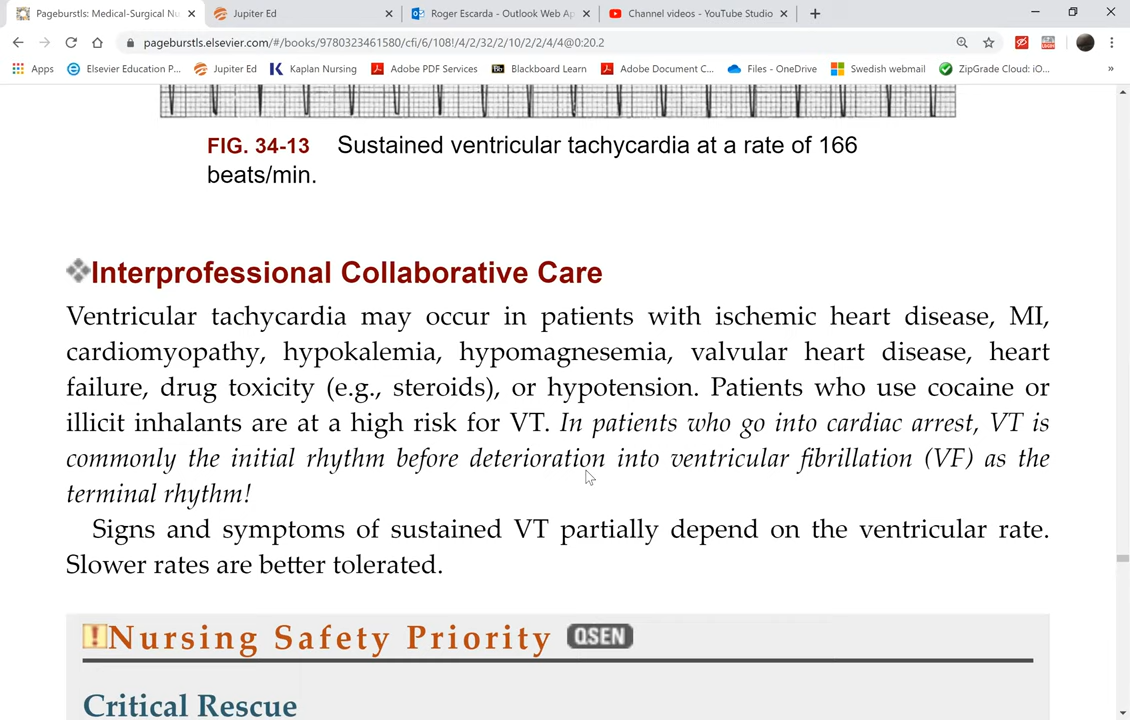 Pageburstls: Medical-Surgical Nu
Jupiter Ed
Roger Escarda - Outlook Web Ap
Channel videos - YouTube Studio
pageburstls.elsevier.com/#/books/9780323461580/cfi/6/108!/4/2/32/2/10/2/2/4/4@0:20.2
Apps
Elsevier Education P...
Jupiter Ed
Kaplan Nursing
Adobe PDF Services
Blackboard Learn
Adobe Document C...
Files - OneDrive
Swedish webmail
ZipGrade Cloud: iO...
»
FIG. 34-13 Sustained ventricular tachycardia at a rate of 166
beats/min.
Interprofessional Collaborative Care
Ventricular tachycardia may occur in patients with ischemic heart disease, MI,
cardiomyopathy, hypokalemia, hypomagnesemia, valvular heart disease, heart
failure, drug toxicity (e.g., steroids), or hypotension. Patients who use cocaine or
illicit inhalants are at a high risk for VT. In patients who go into cardiac arrest, VT is
commonly the initial rhythm before deterioration into ventricular fibrillation (VF) as the
terminal rhythm!
Signs and symptoms of sustained VT partially depend on the ventricular rate.
Slower rates are better tolerated.
! Nursing Safety Priority QSEN
Critical Rescue